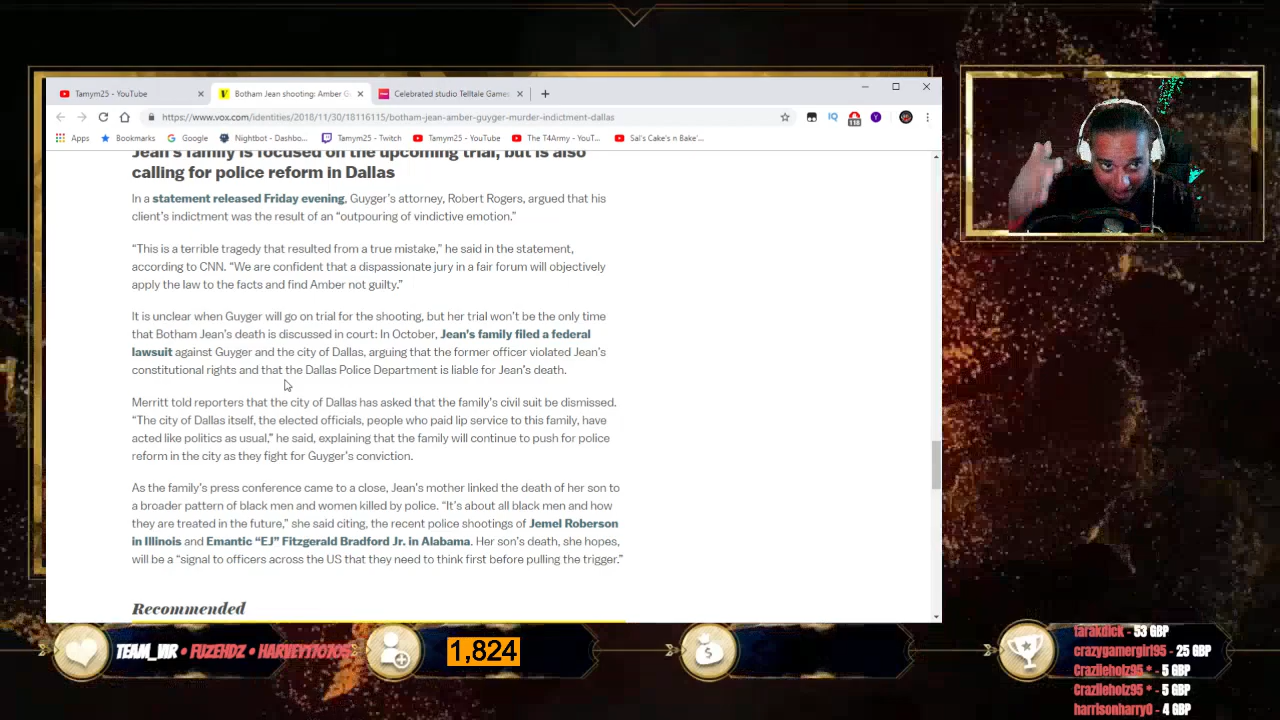 Tamym25 - YouTube
Botham Jean shooting: Amber G
Celebrated studio Telltale Game
https://www.vox.com/identities/2018/11/30/18116115/botham-jean-amber-guyger-murder-indictment-dallas
IQ
118
Y
Apps
Bookmarks
Google
Nightbot - Dashbo...
Tamym25 - Twitch
Tamym25 - YouTube
The T4Army - YouT...
Sal's Cake's n Bake'...
Jean's family is focused on the upcoming trial, but is also
calling for police reform in Dallas
In a statement released Friday evening, Guyger's attorney, Robert Rogers, argued that his
client's indictment was the result of an “outpouring of vindictive emotion.”
“This is a terrible tragedy that resulted from a true mistake,” he said in the statement,
according to CNN. “We are confident that a dispassionate jury in a fair forum will objectively
apply the law to the facts and find Amber not guilty.”
It is unclear when Guyger will go on trial for the shooting, but her trial won't be the only time
that Botham Jean's death is discussed in court: In October, Jean's family filed a federal
lawsuit against Guyger and the city of Dallas, arguing that the former officer violated Jean's
constitutional rights and that the Dallas Police Department is liable for Jean's death.
Merritt told reporters that the city of Dallas has asked that the family's civil suit be dismissed.
“The city of Dallas itself, the elected officials, people who paid lip service to this family, have
acted like politics as usual,” he said, explaining that the family will continue to push for police
reform in the city as they fight for Guyger's conviction.
As the family's press conference came to a close, Jean's mother linked the death of her son to
a broader pattern of black men and women killed by police. “It's about all black men and how
they are treated in the future,” she said citing, the recent police shootings of Jemel Roberson
in Illinois and Emantic “EJ” Fitzgerald Bradford Jr. in Alabama. Her son's death, she hopes,
will be a “signal to officers across the US that they need to think first before pulling the trigger.”
Recommended
TEAM_V1R • FUZEHDZ • HARVEY170705
1,824
tarakdick - 53 GBP
crazygamergirl95 - 25 GBP
Crazileholz95 * - 5 GBP
Crazileholz95 * - 5 GBP
harrisonharry0 - 4 GBP